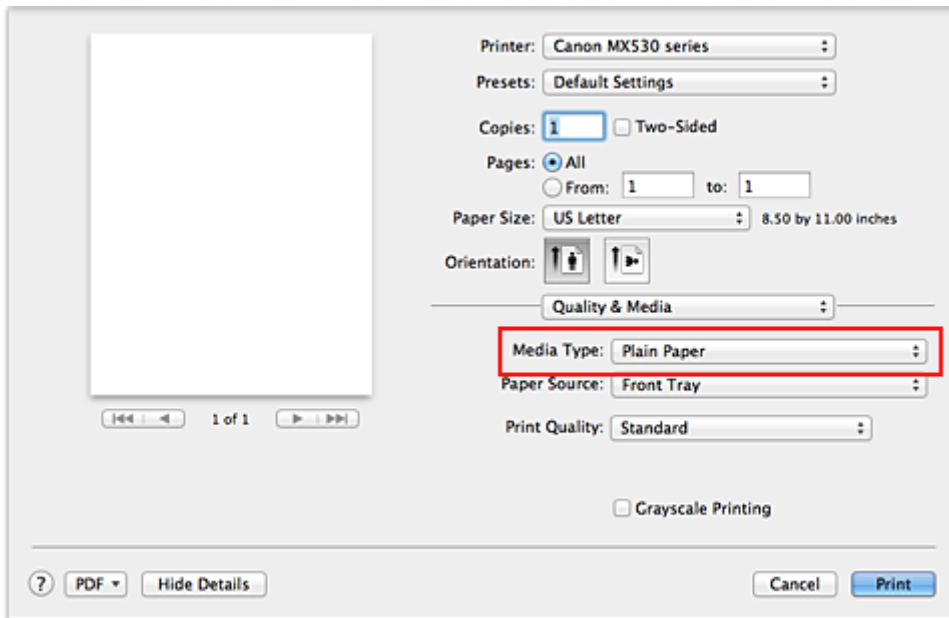 Printer: Canon MX530 series
Presets: Default Settings
Copies: 1 Two-Sided
Pages: All
From: 1 to: 1
Paper Size: US Letter 8.50 by 11.00 inches
Orientation:
Quality & Media
Media Type: Plain Paper
Paper Source: Front Tray
1 of 1
Print Quality: Standard
Grayscale Printing
? PDF Hide Details Cancel Print